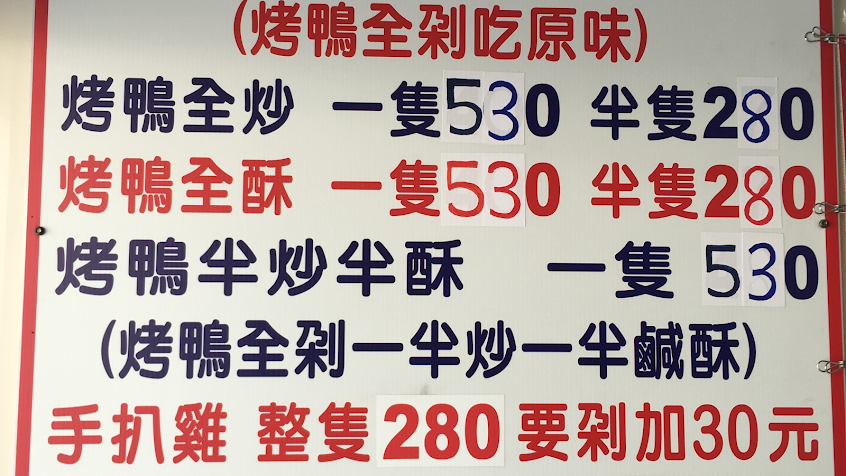 (烤鴨全剁吃原味)
烤鴨全炒 一隻530 半隻280
烤鴨全酥 一隻530 半隻280
烤鴨半炒半酥 一隻 530
(烤鴨全剁一半炒一半鹹酥)
手扒雞 整隻280要剁加30元